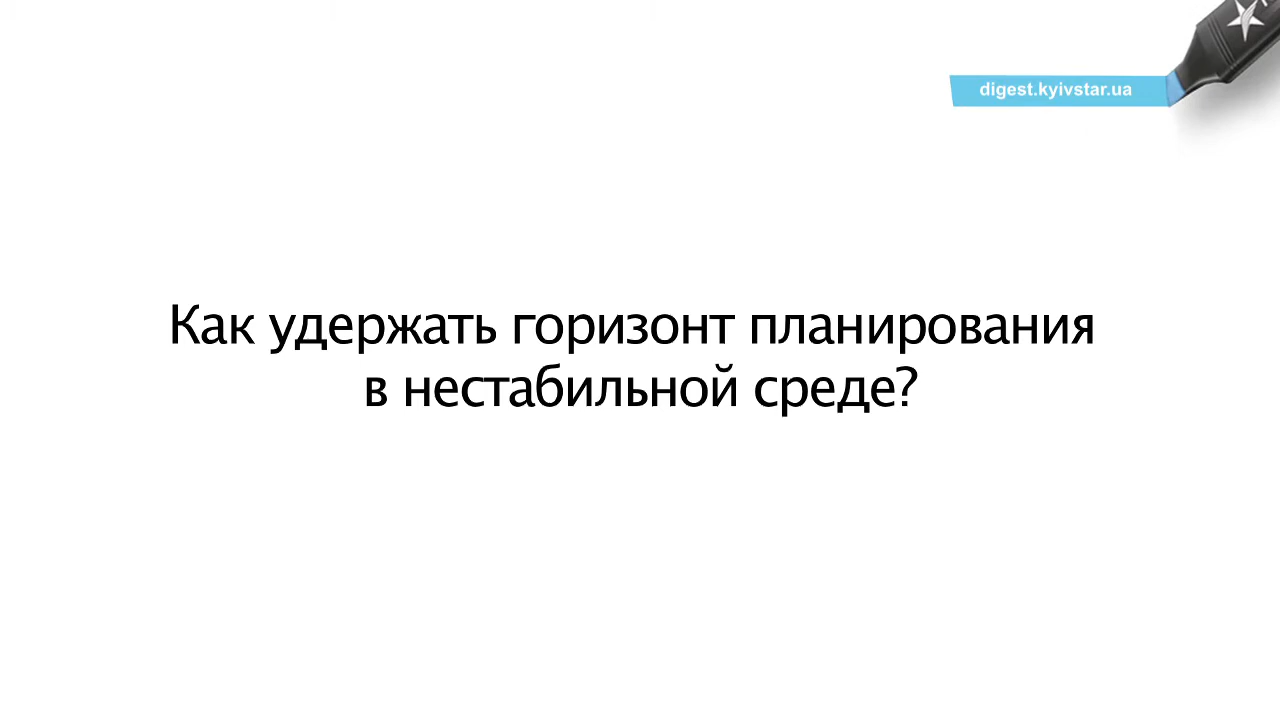 digest.kyivstar.ua
Как удержать горизонт планирования
в нестабильной среде?